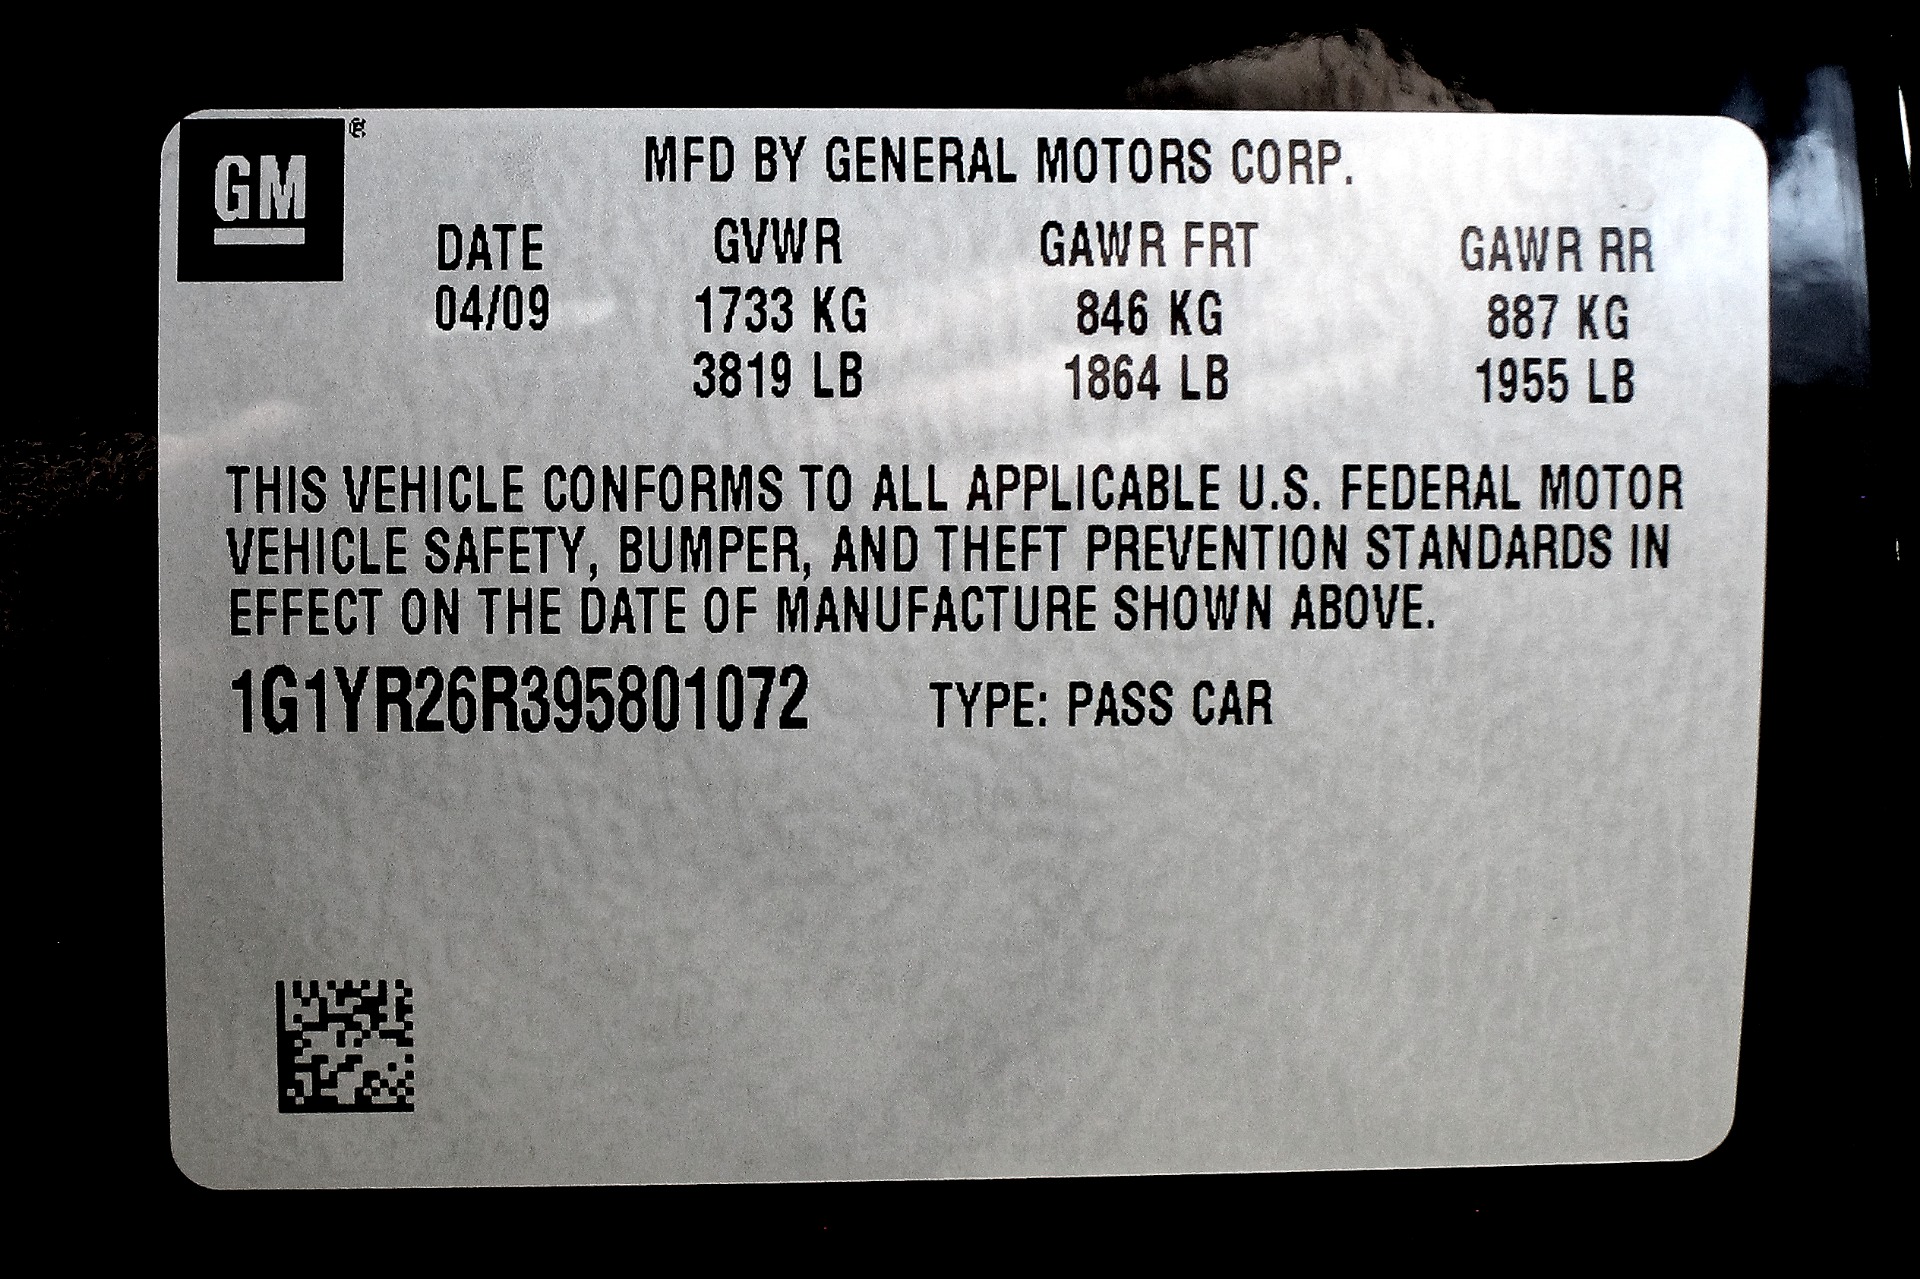 GM ®
MFD BY GENERAL MOTORS CORP.
DATE GVWR GAWR FRT GAWR RR
04/09 1733 KG 846 KG 887 KG
3819 LB 1864 LB 1955 LB
THIS VEHICLE CONFORMS TO ALL APPLICABLE U.S. FEDERAL MOTOR
VEHICLE SAFETY, BUMPER, AND THEFT PREVENTION STANDARDS IN
EFFECT ON THE DATE OF MANUFACTURE SHOWN ABOVE.
1G1YR26R395801072 TYPE: PASS CAR